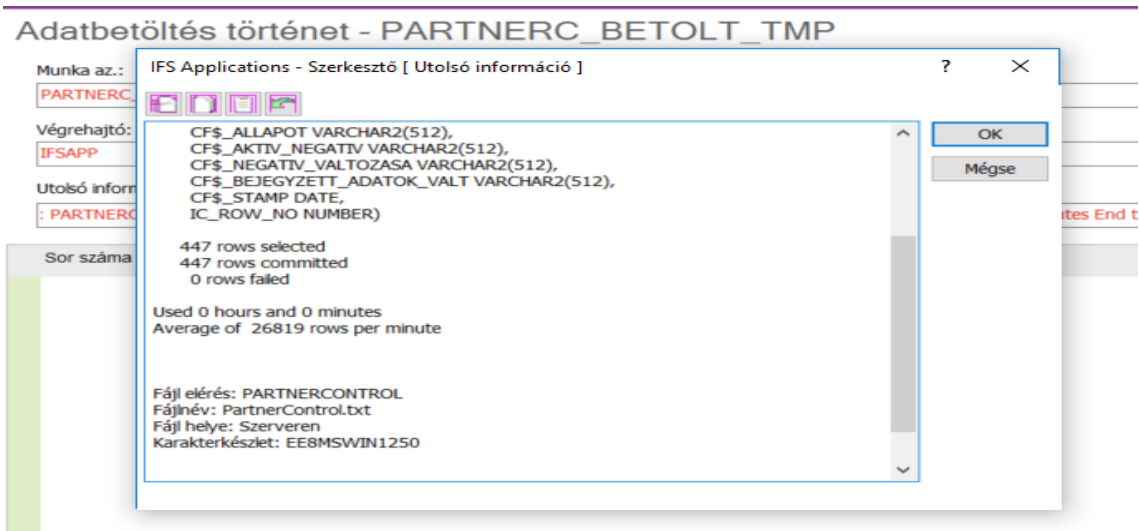 Adatbetöltés történet - PARTNERC_BETOLT_TMP
Munka az.:
PARTNERC_
Végrehajtó:
IFSAPP
Utolsó inform
: PARTNERC
tes End t
Sor száma
IFS Applications - Szerkesztő [ Utolsó információ ]
? ×
CF$_ALLAPOT VARCHAR2(512),
CF$_AKTIV_NEGATIV VARCHAR2(512),
CF$_NEGATIV_VALTOZASA VARCHAR2(512),
CF$_BEJEGYZETT_ADATOK_VALT VARCHAR2(512),
CF$_STAMP DATE,
IC_ROW_NO NUMBER)
447 rows selected
447 rows committed
0 rows failed
Used 0 hours and 0 minutes
Average of 26819 rows per minute
Fájl elérés: PARTNERCONTROL
Fájlnév: PartnerControl.txt
Fájl helye: Szerveren
Karakterkészlet: EE8MSWIN1250
OK
Mégse